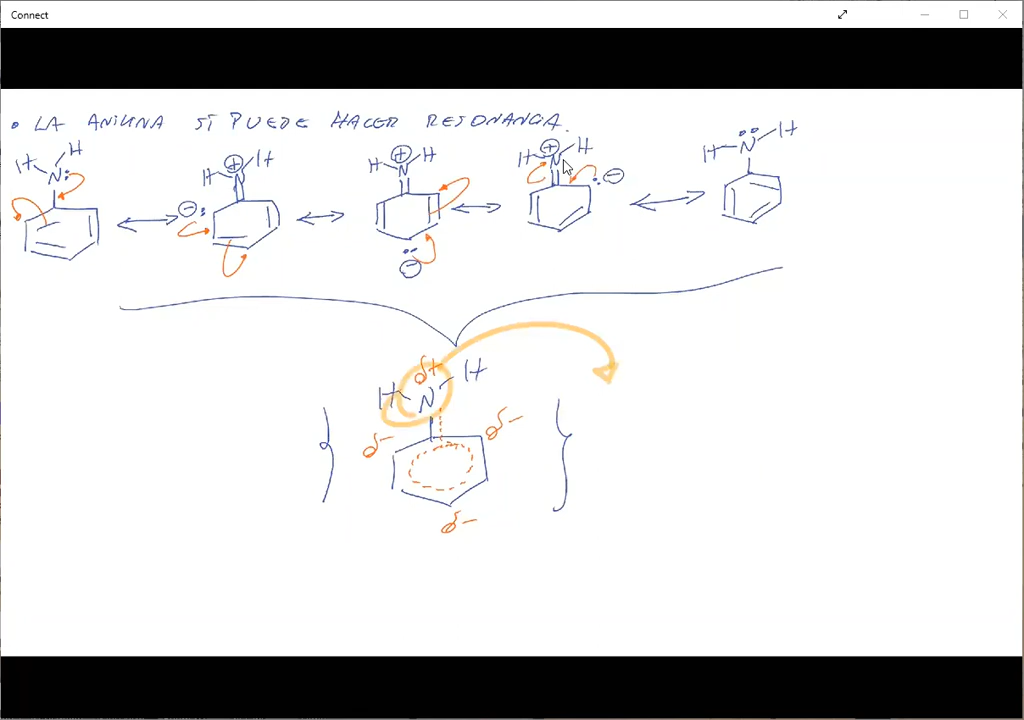 Connect
• LA ANILINA SI PUEDE HACER RESONANCIA.
H N H :
⊕ H N H ⊖ :
⊕ H N H : ⊖
⊕ H N H : ⊖
H N H :
δ+
H N H
δ- δ-
δ-